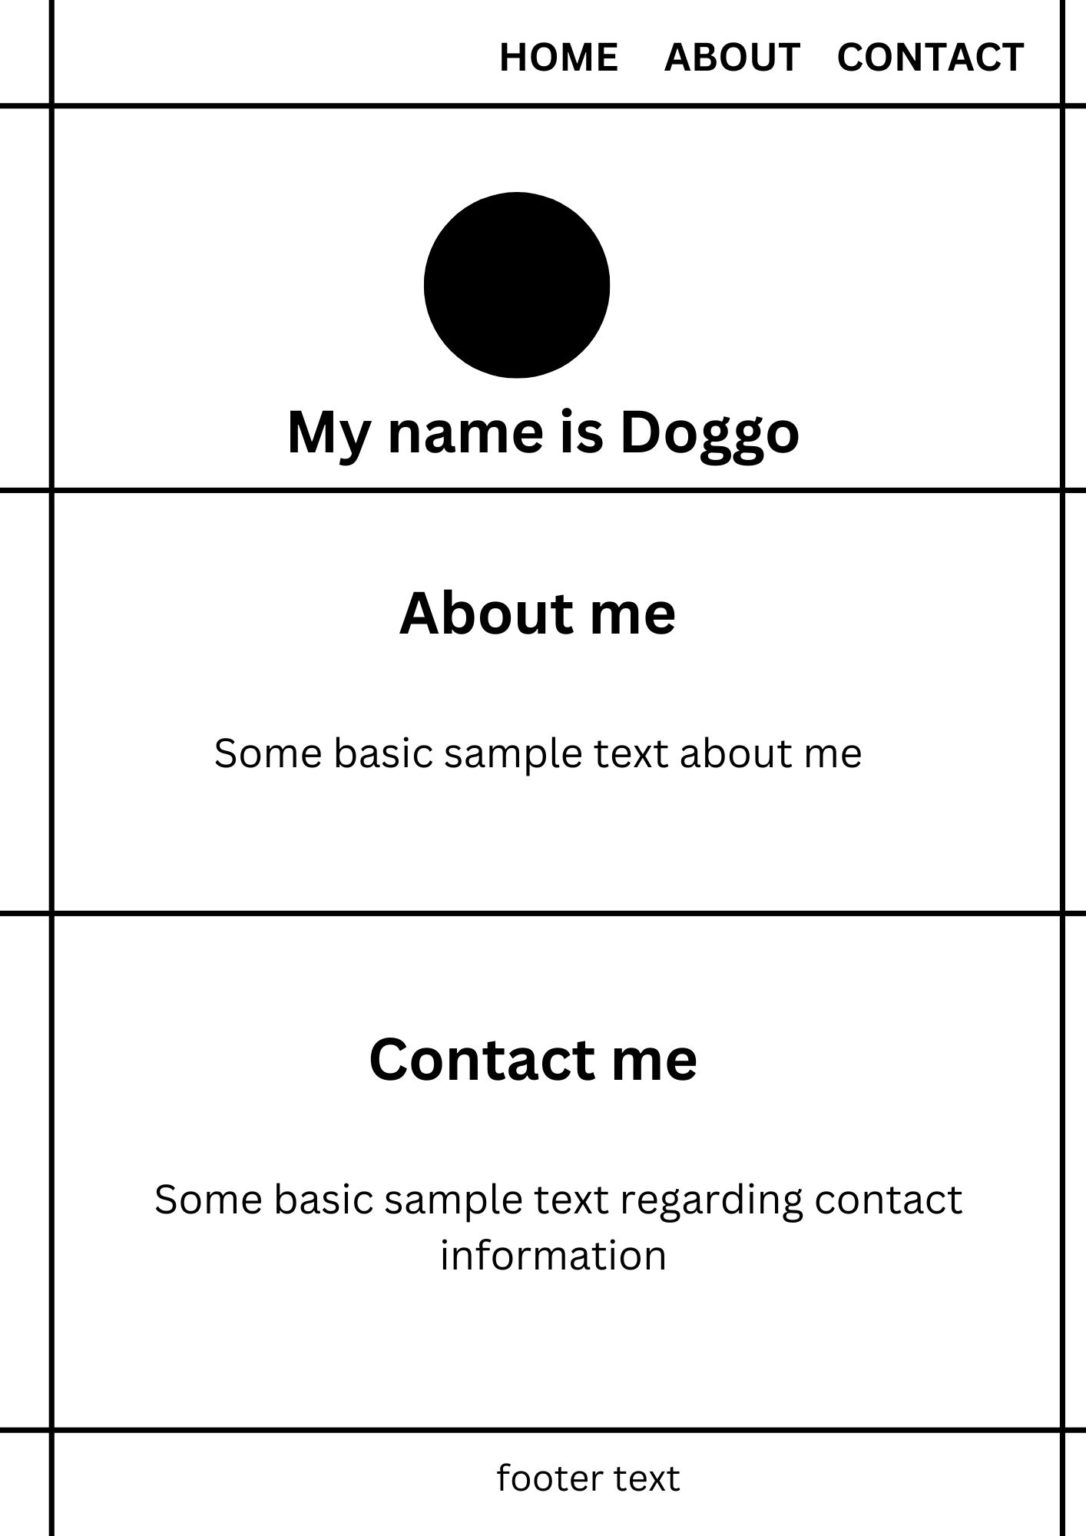 HOME ABOUT CONTACT
My name is Doggo
About me
Some basic sample text about me
Contact me
Some basic sample text regarding contact
information
footer text